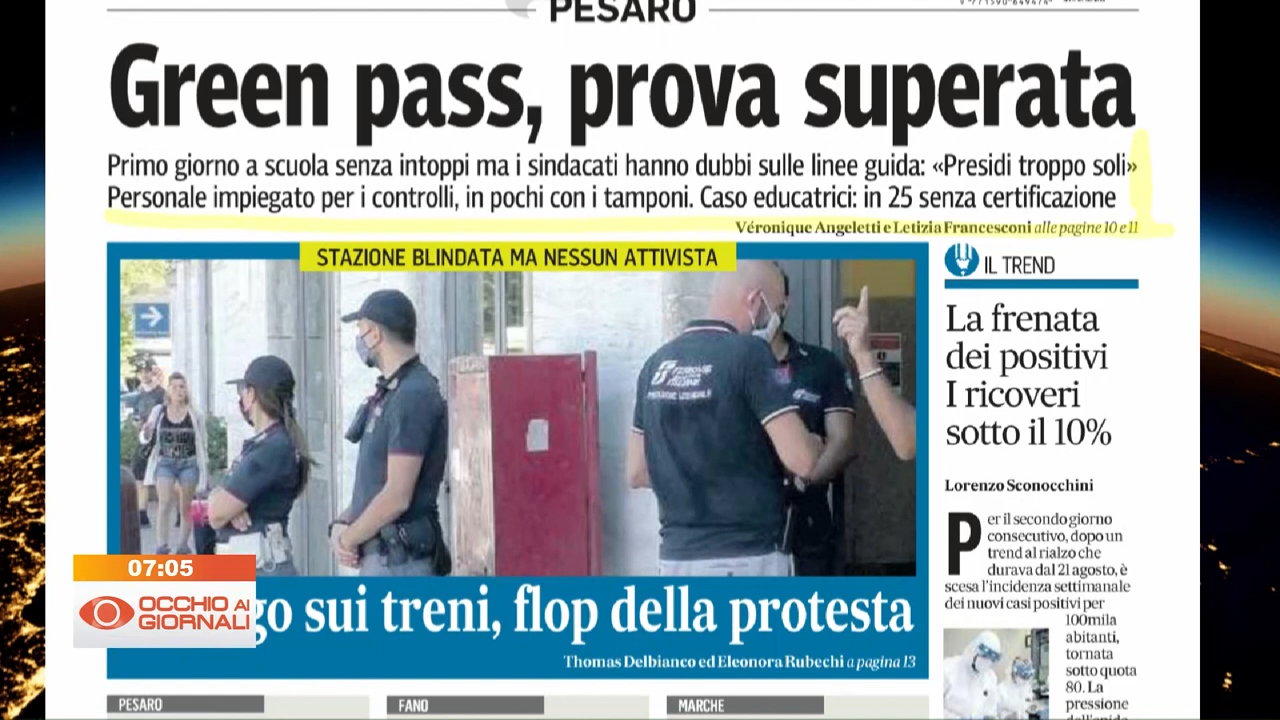 PESARO
Green pass, prova superata
Primo giorno a scuola senza intoppi ma i sindacati hanno dubbi sulle linee guida: «Presidi troppo soli»
Personale impiegato per i controlli, in pochi con i tamponi. Caso educatrici: in 25 senza certificazione
Véronique Angeletti e Letizia Francesconi alle pagine 10 e 11
STAZIONE BLINDATA MA NESSUN ATTIVISTA
FERROVIE
ITALIANE
go sui treni, flop della protesta
Thomas Delbianco ed Eleonora Rubechi a pagina 13
IL TREND
La frenata
dei positivi
I ricoveri
sotto il 10%
Lorenzo Sconocchini
Per il secondo giorno
consecutivo, dopo un
trend al rialzo che
durava dal 21 agosto, è
scesa l'incidenza settimanale
dei nuovi casi positivi per
100mila
abitanti,
tornata
sotto quota
80. La
pressione
07:05
OCCHIO AI
GIORNALI
PESARO
FANO
MARCHE